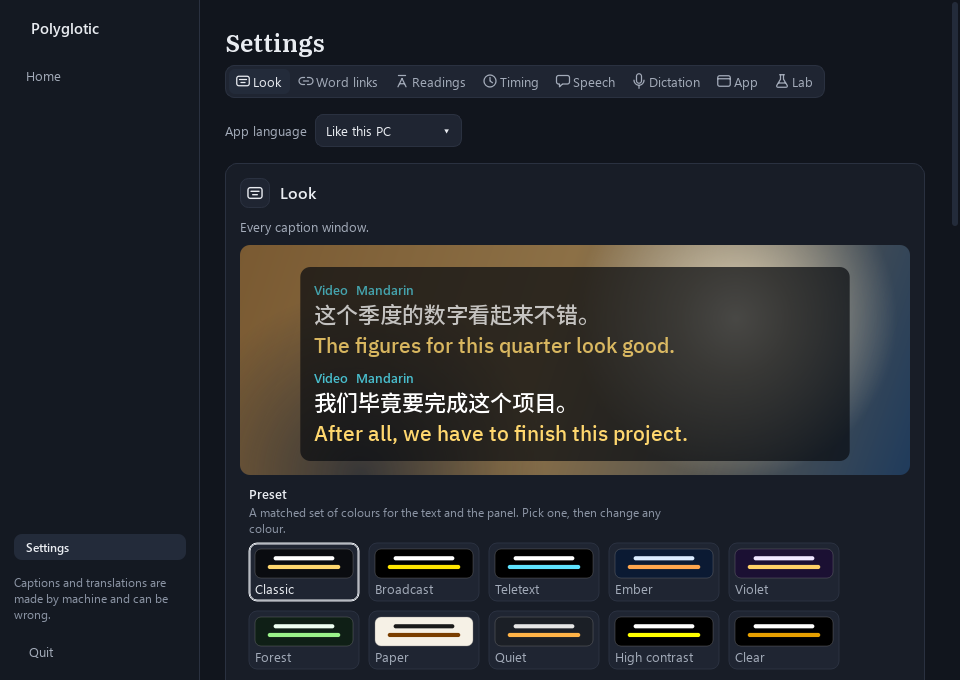 Polyglotic
Home
Settings
Captions and translations are
made by machine and can be
wrong.
Quit
Settings
Look Word links Readings Timing Speech Dictation App Lab
App language Like this PC
Look
Every caption window.
Video Mandarin
这个季度的数字看起来不错。
The figures for this quarter look good.
Video Mandarin
我们毕竟要完成这个项目。
After all, we have to finish this project.
Preset
A matched set of colours for the text and the panel. Pick one, then change any
colour.
Classic Broadcast Teletext Ember Violet
Forest Paper Quiet High contrast Clear